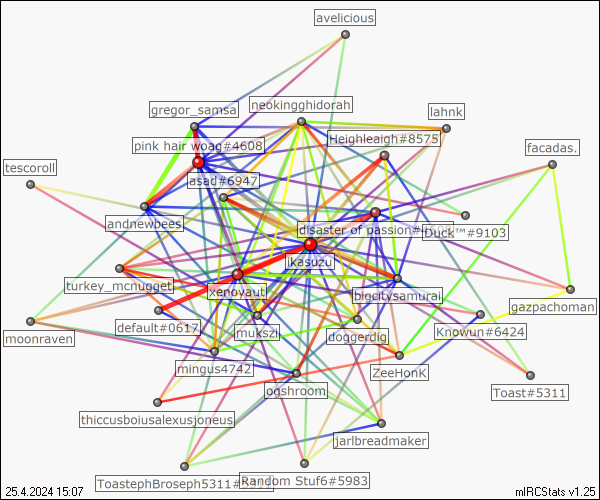 avelicious
gregor_samsa
neokingghidorah
lahnk
pink hair woag#4608
Heighleigh#8575
facadas.
tescoroll
asad#6947
andnewbees
disaster of passion#
Duck™#9103
ikasuzu
turkey_mcnugget
xenoyauti
bigcitysamurai
gazpachoman
default#0617
mukszi
doggerdig
Knowun#6424
moonraven
mingus4742
ZeeHonK
ogshroom
Toast#5311
thiccusboiusalexusjoneus
jarlbreadmaker
ToastephBroseph5311#
Random Stuf6#5983
25.4.2024 15:07
mIRCStats v1.25